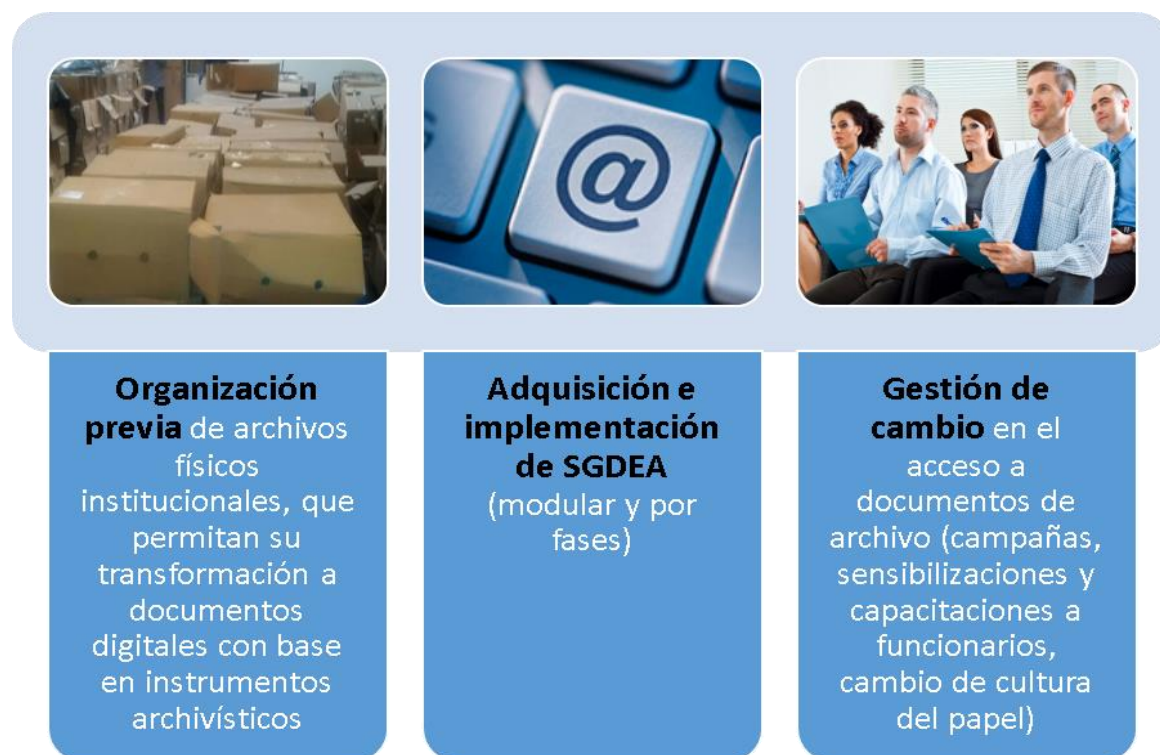 Organización
previa de archivos
físicos
institucionales, que
permitan su
transformación a
documentos
digitales con base
en instrumentos
archivísticos
Adquisición e
implementación
de SGDEA
(modular y por
fases)
Gestión de
cambio en el
acceso a
documentos de
archivo (campañas,
sensibilizaciones y
capacitaciones a
funcionarios,
cambio de cultura
del papel)
@